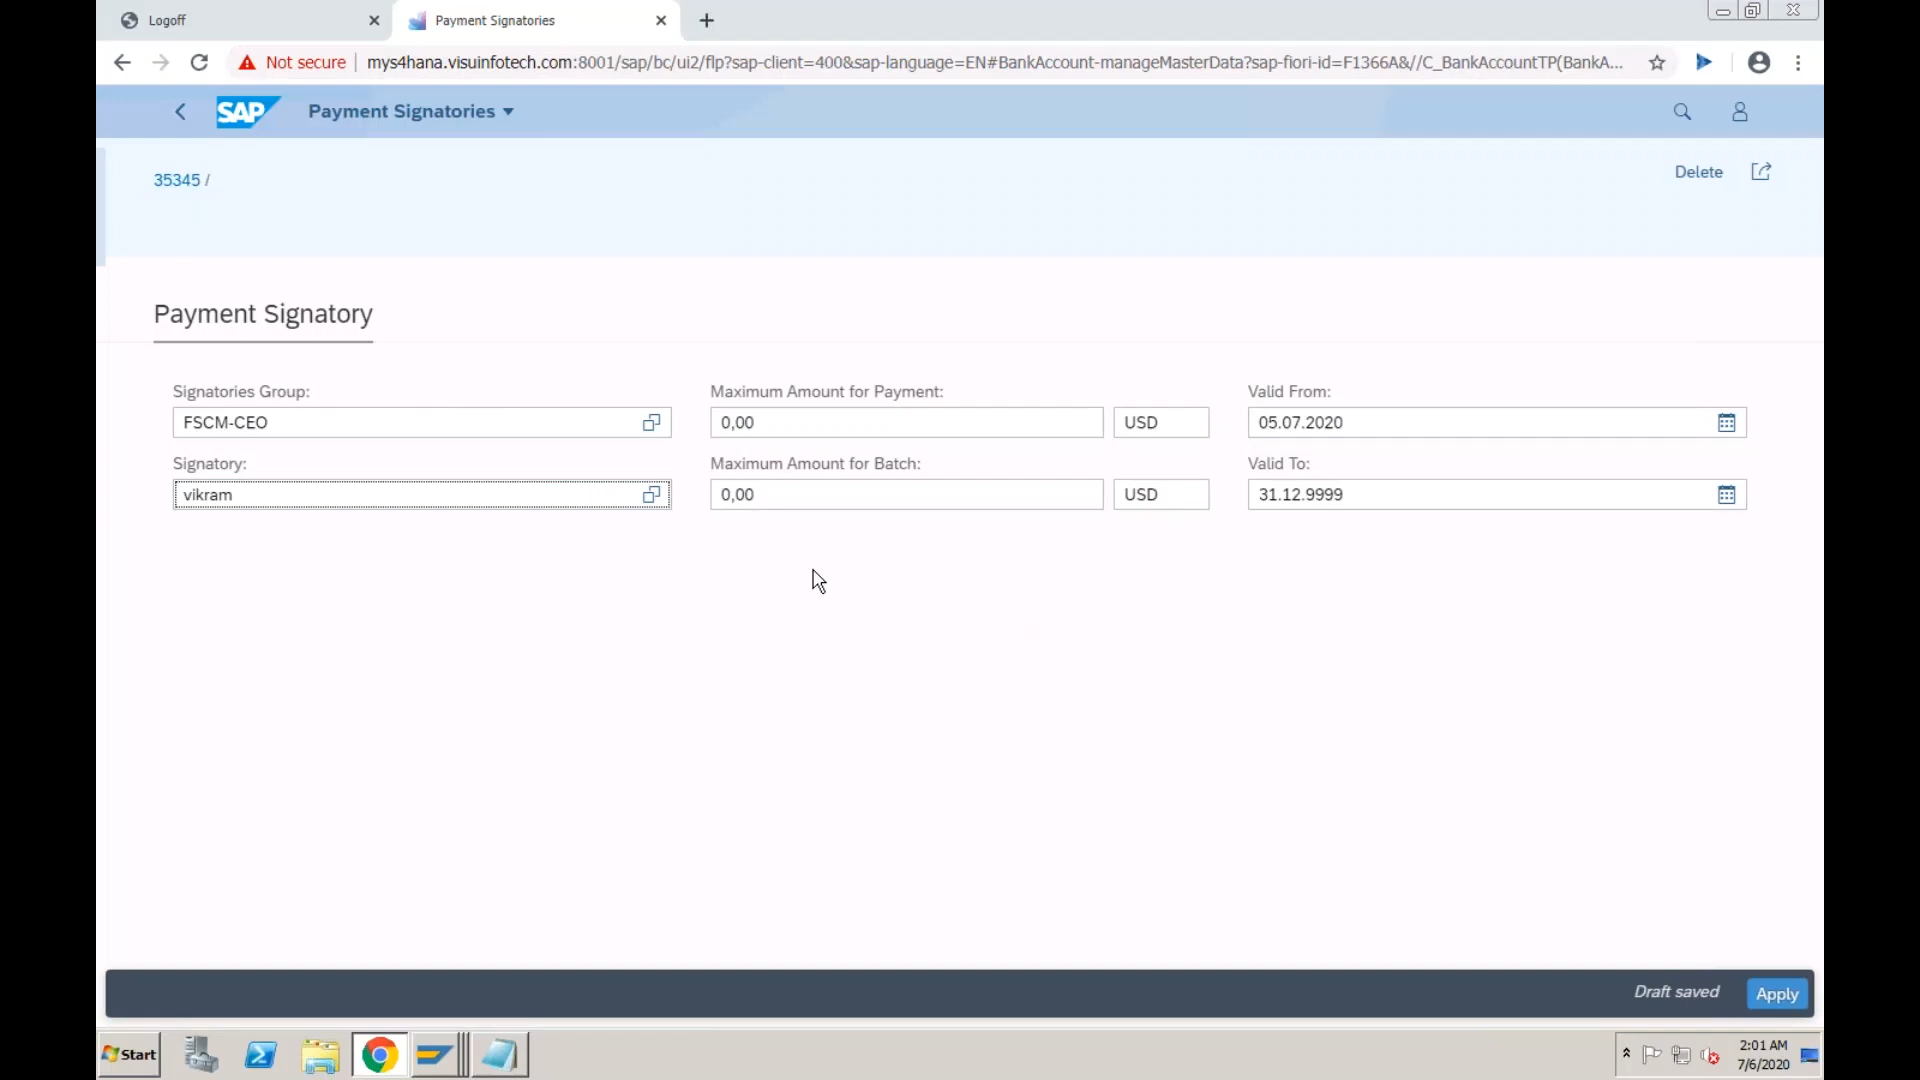 Logoff
Payment Signatories
Not secure
mys4hana.visuinfotech.com:8001/sap/bc/ui2/flp?sap-client=400&sap-language=EN#BankAccount-manageMasterData?sap-fiori-id=F1366A&//C_BankAccountTP(BankA...
SAP
Payment Signatories
35345 /
Delete
Payment Signatory
Signatories Group:
Maximum Amount for Payment:
Valid From:
FSCM-CEO
0,00
USD
05.07.2020
Signatory:
Maximum Amount for Batch:
Valid To:
vikram
0,00
USD
31.12.9999
Draft saved
Apply
Start
2:01 AM
7/6/2020